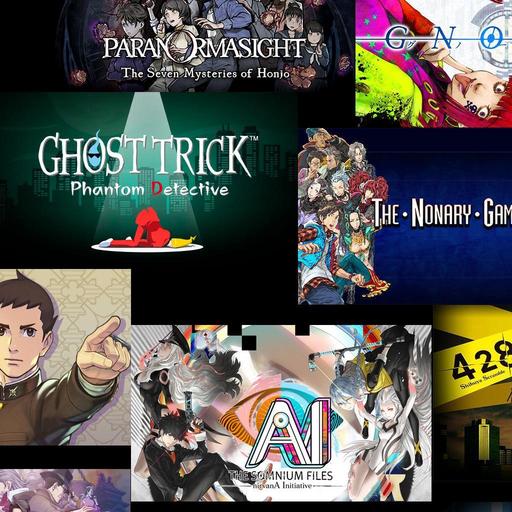 PARANORMASIGHT
The Seven Mysteries of Honjo
G N O
GHOST TRICK™
Phantom Detective
THE • NONARY • GAM
428
Shibuya Scramble
AI
THE SOMNIUM FILES
nirvanA Initiative